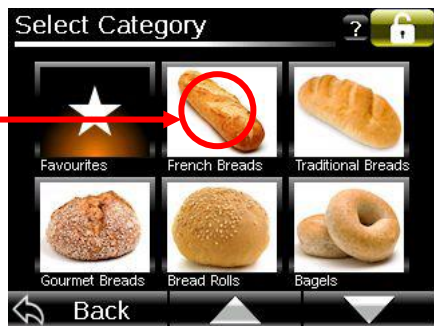 Select Category ?
Favourites French Breads Traditional Breads
Gourmet Breads Bread Rolls Bagels
Back